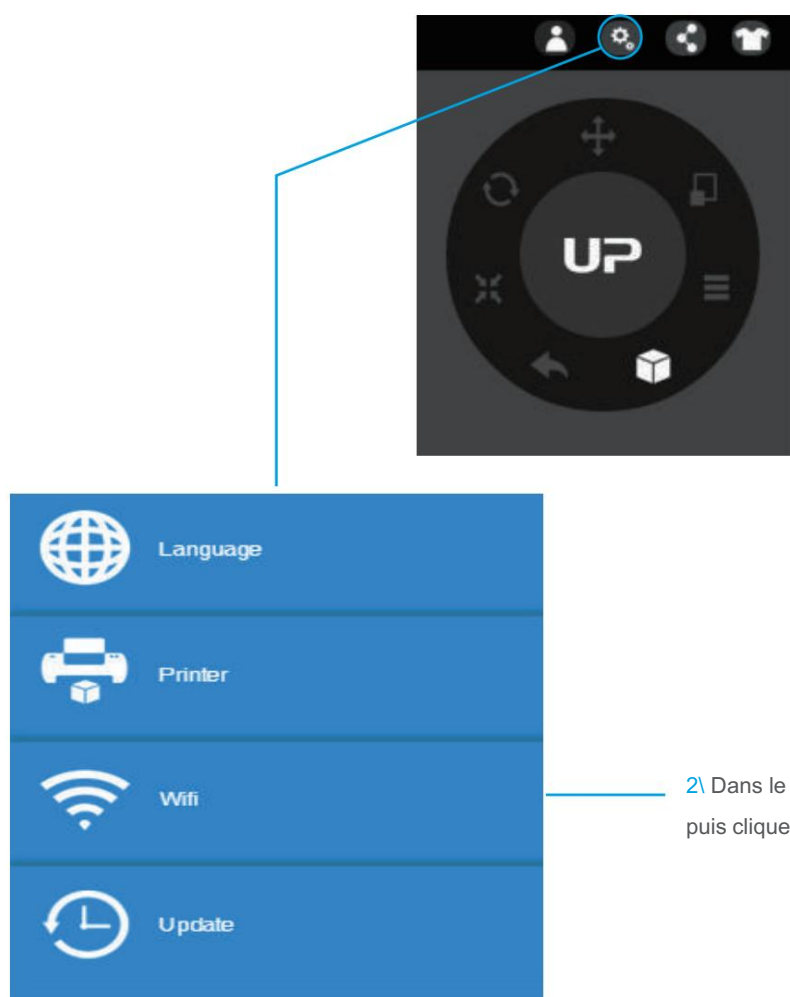 UP
Language
Printer
Wifi
2\ Dans le
puis clique
Update